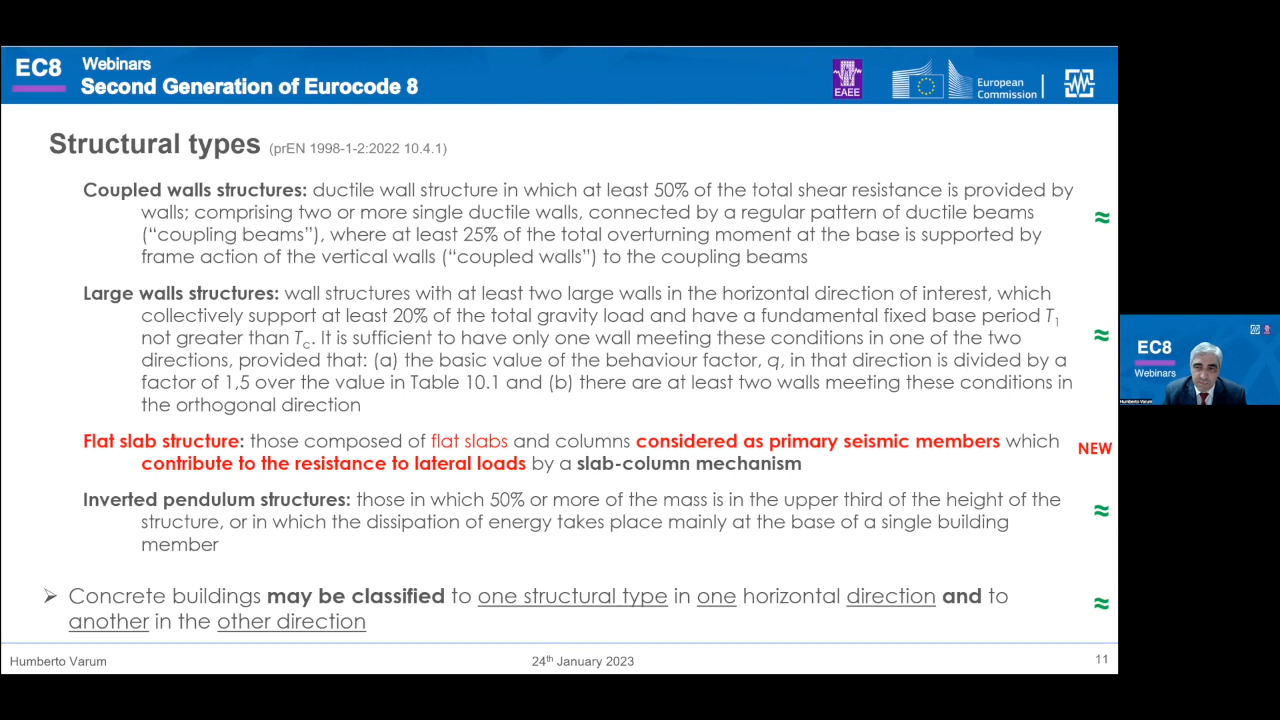 EC8 Webinars
Second Generation of Eurocode 8
EAEE
European
Commission
Structural types (prEN 1998-1-2:2022 10.4.1)
Coupled walls structures: ductile wall structure in which at least 50% of the total shear resistance is provided by
walls; comprising two or more single ductile walls, connected by a regular pattern of ductile beams
(“coupling beams”), where at least 25% of the total overturning moment at the base is supported by
frame action of the vertical walls (“coupled walls”) to the coupling beams
≈
Large walls structures: wall structures with at least two large walls in the horizontal direction of interest, which
collectively support at least 20% of the total gravity load and have a fundamental fixed base period T1
not greater than Tc. It is sufficient to have only one wall meeting these conditions in one of the two
directions, provided that: (a) the basic value of the behaviour factor, q, in that direction is divided by a
factor of 1,5 over the value in Table 10.1 and (b) there are at least two walls meeting these conditions in
the orthogonal direction
≈
Flat slab structure: those composed of flat slabs and columns considered as primary seismic members which
contribute to the resistance to lateral loads by a slab-column mechanism
NEW
Inverted pendulum structures: those in which 50% or more of the mass is in the upper third of the height of the
structure, or in which the dissipation of energy takes place mainly at the base of a single building
member
≈
➢ Concrete buildings may be classified to one structural type in one horizontal direction and to
another in the other direction
≈
Humberto Varum 24th January 2023 11
EC8
Webinars
Humberto Varum